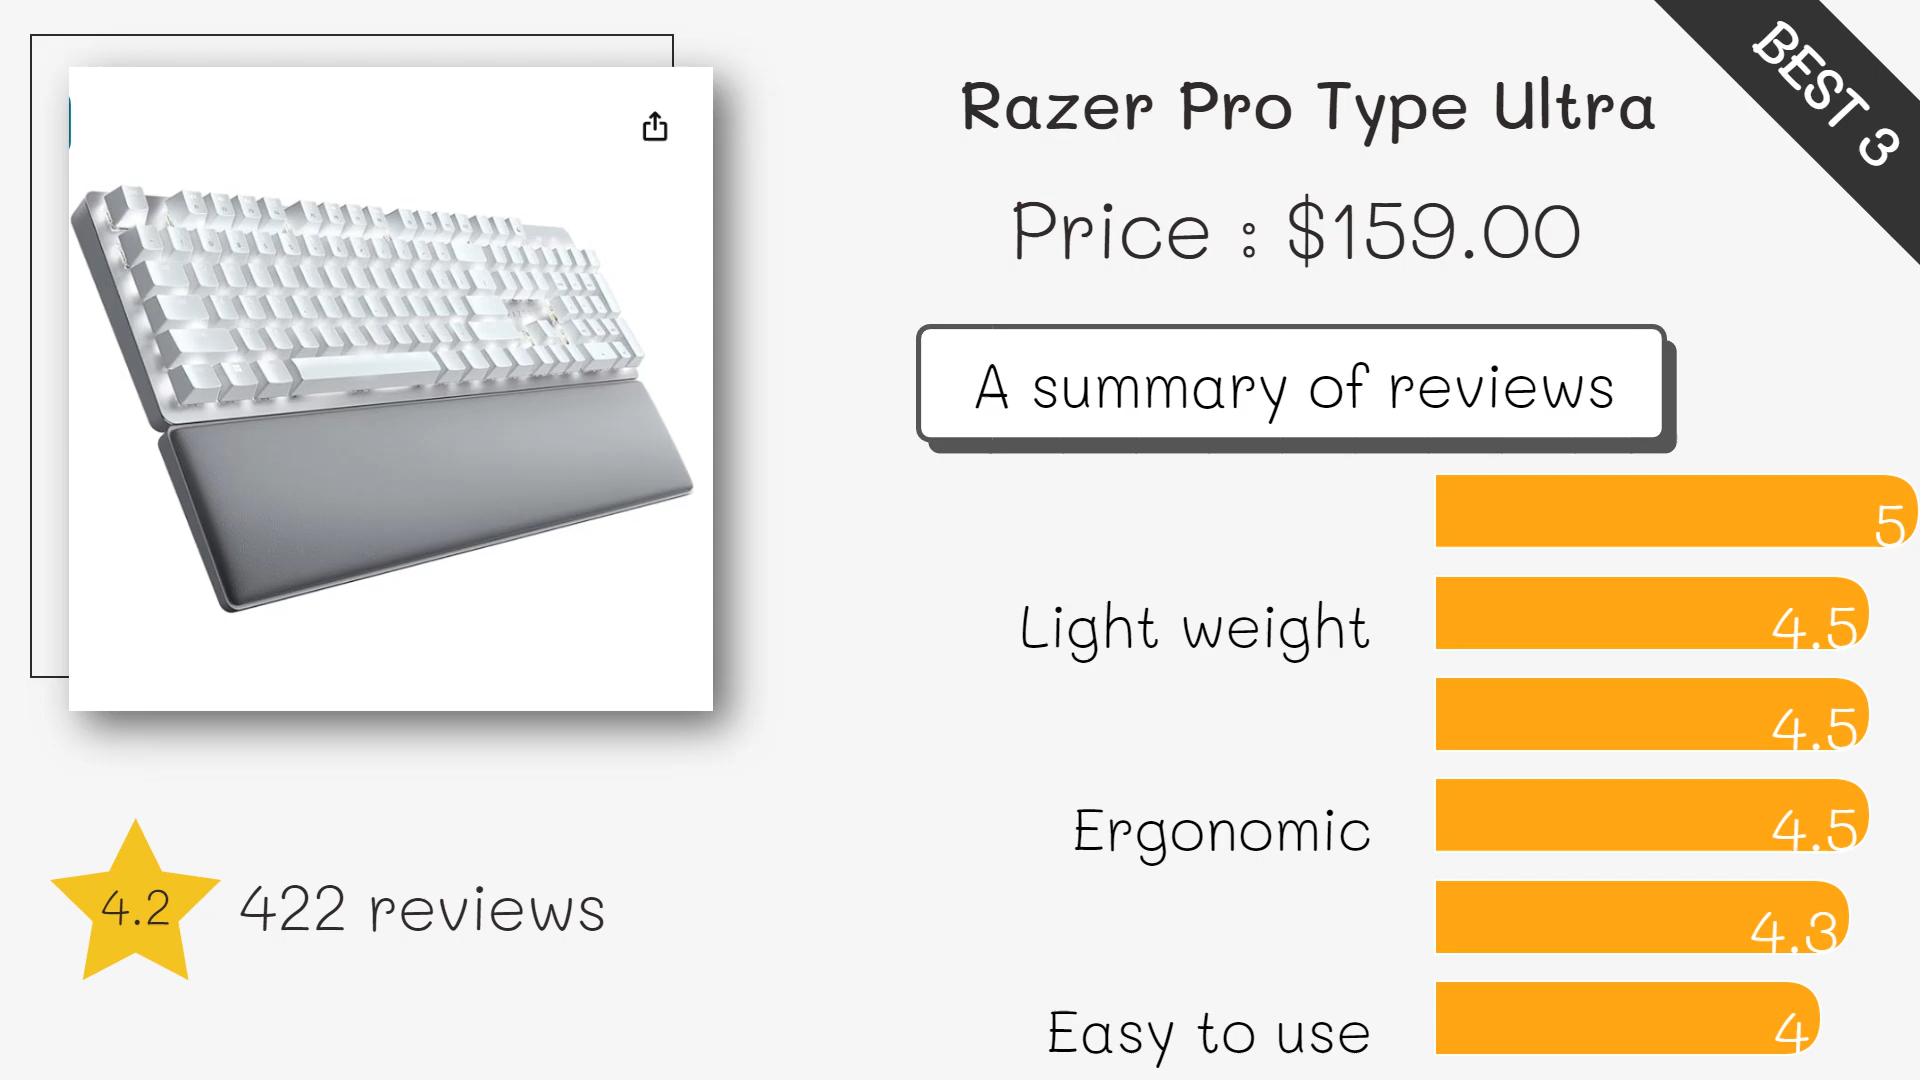 BEST 3
Razer Pro Type Ultra
Price : $159.00
A summary of reviews
5
Light weight 4.5
4.5
Ergonomic 4.5
4.3
Easy to use 4
4.2
422 reviews